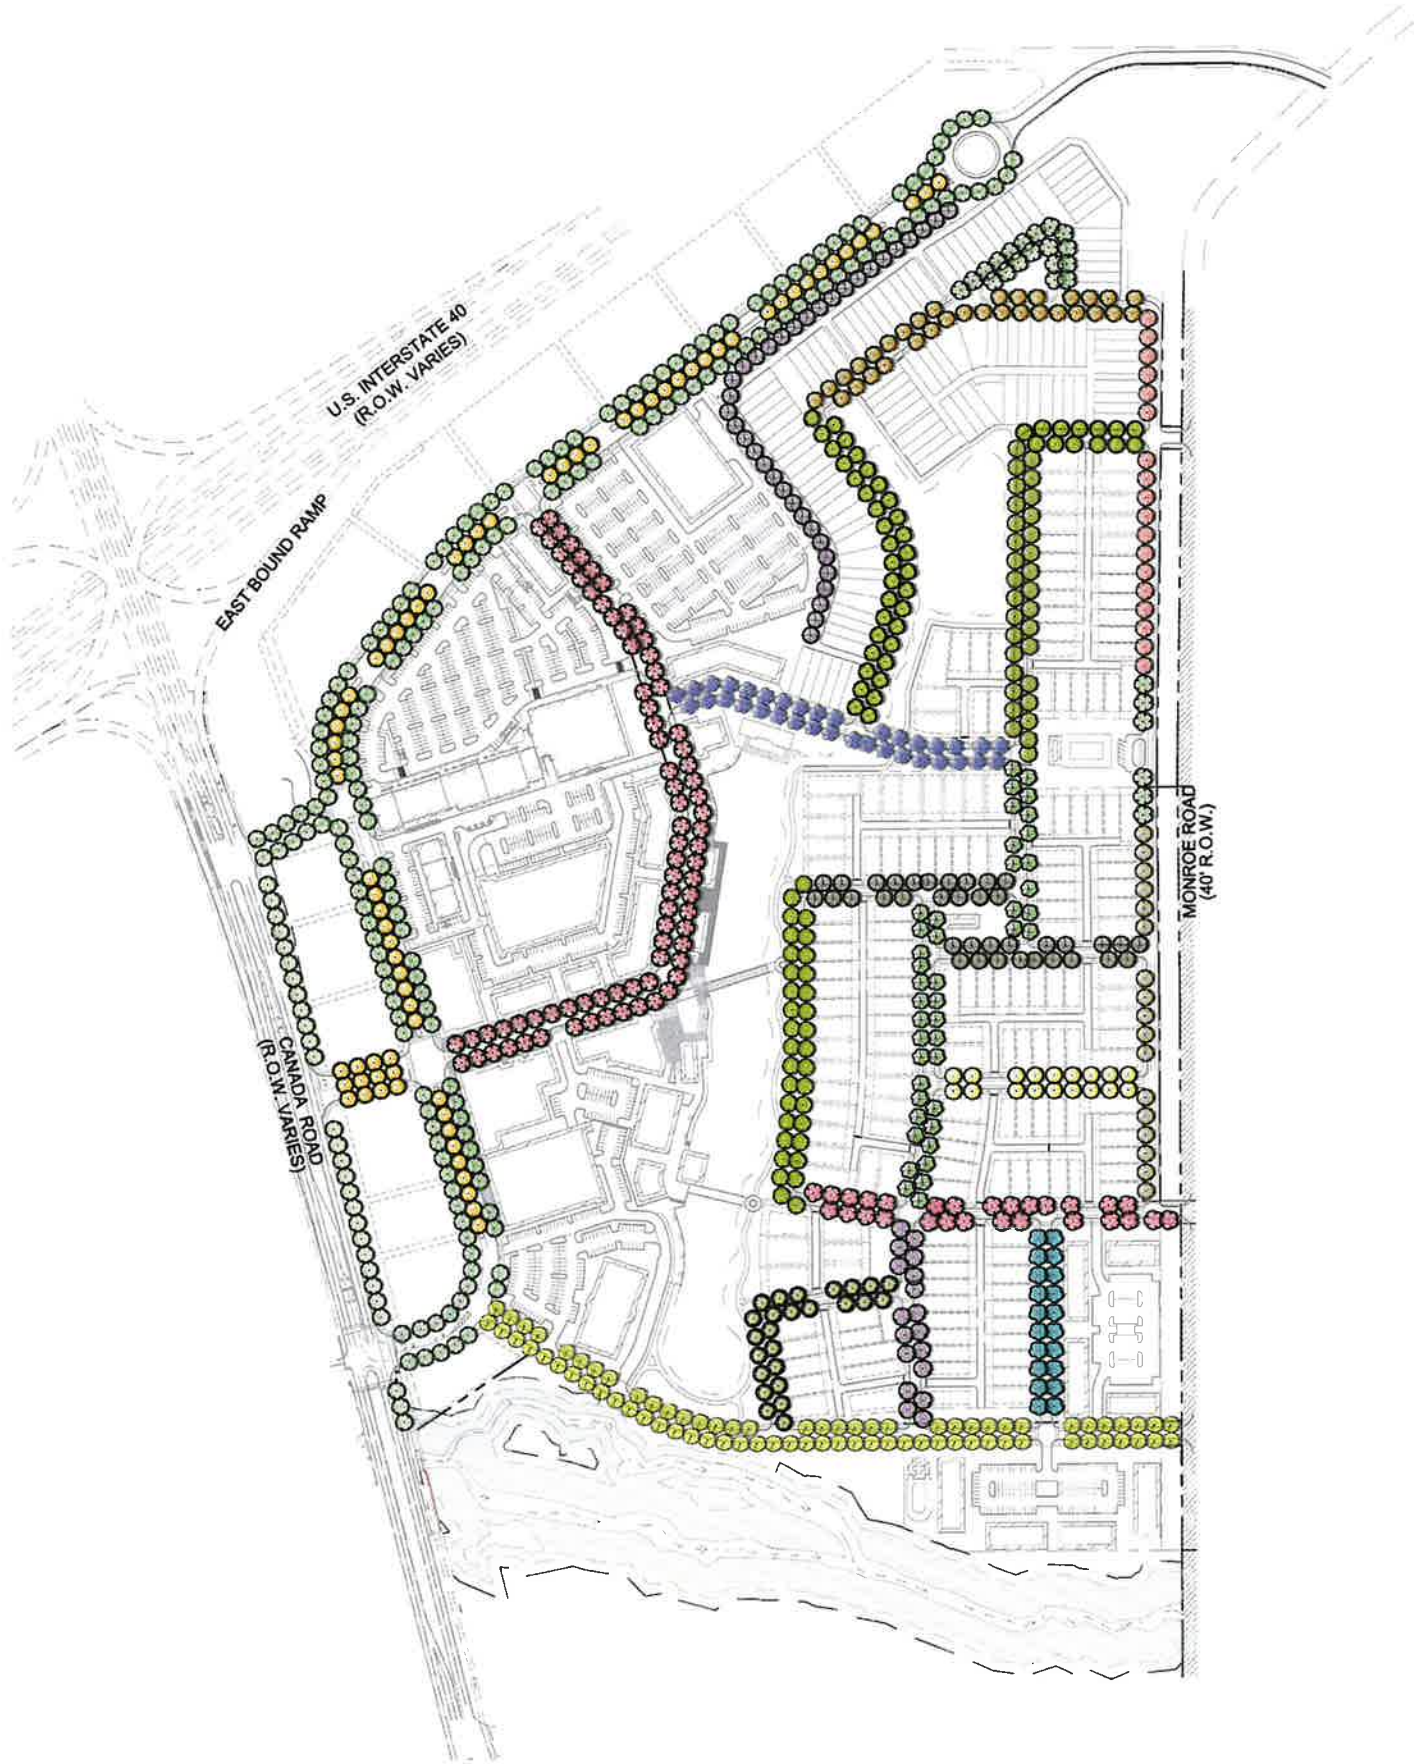 U.S. INTERSTATE 40
(R.O.W. VARIES)
EAST BOUND RAMP
CANADA ROAD
(R.O.W. VARIES)
MONROE ROAD
(40' R.O.W.)